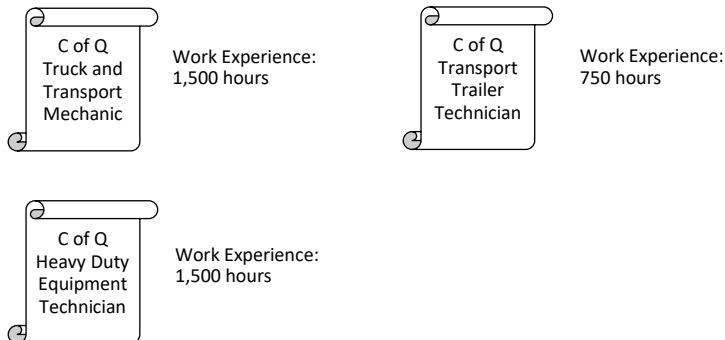 C of Q
Truck and
Transport
Mechanic
Work Experience:
1,500 hours
C of Q
Transport
Trailer
Technician
Work Experience:
750 hours
C of Q
Heavy Duty
Equipment
Technician
Work Experience:
1,500 hours